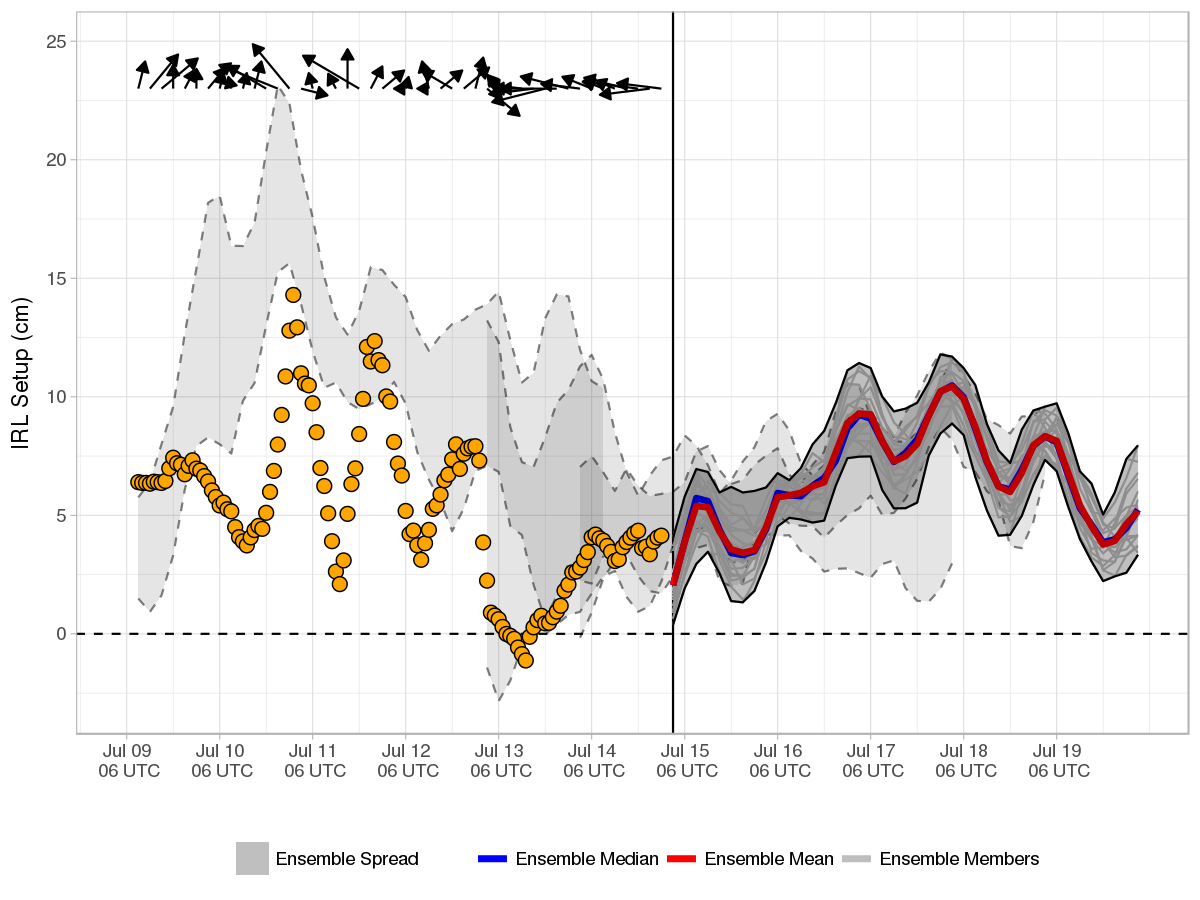 25
20
15
10
5
0
IRL Setup (cm)
Jul 09 Jul 10 Jul 11 Jul 12 Jul 13 Jul 14 Jul 15 Jul 16 Jul 17 Jul 18 Jul 19
06 UTC 06 UTC 06 UTC 06 UTC 06 UTC 06 UTC 06 UTC 06 UTC 06 UTC 06 UTC 06 UTC
Ensemble Spread Ensemble Median Ensemble Mean Ensemble Members